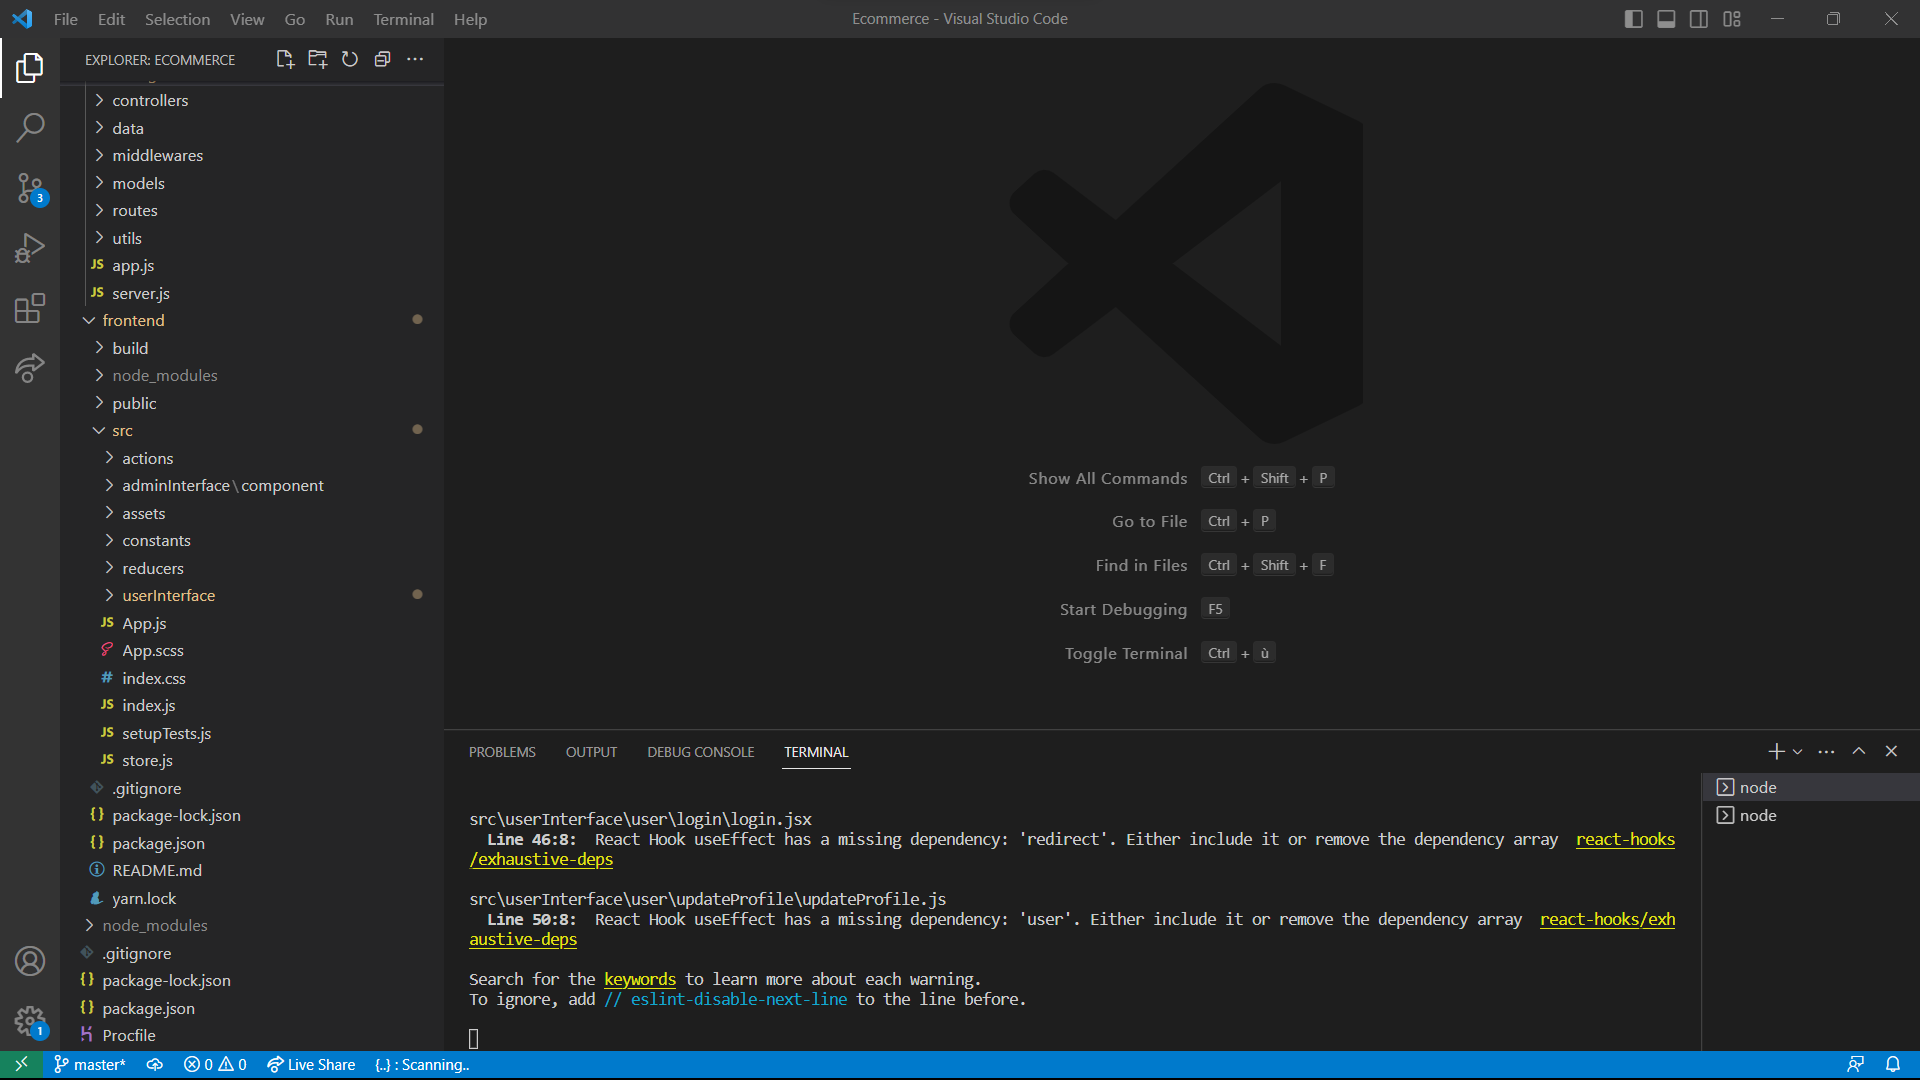 File Edit Selection View Go Run Terminal Help
Ecommerce - Visual Studio Code
EXPLORER: ECOMMERCE
controllers
data
middlewares
models
routes
utils
JS app.js
JS server.js
frontend
build
node_modules
public
src
actions
adminInterface\component
assets
constants
reducers
userInterface
JS App.js
App.scss
# index.css
JS index.js
JS setupTests.js
JS store.js
.gitignore
{} package-lock.json
{} package.json
README.md
yarn.lock
node_modules
.gitignore
{} package-lock.json
{} package.json
Procfile
3
1
Show All Commands Ctrl + Shift + P
Go to File Ctrl + P
Find in Files Ctrl + Shift + F
Start Debugging F5
Toggle Terminal Ctrl + ù
PROBLEMS OUTPUT DEBUG CONSOLE TERMINAL
src\userInterface\user\login\login.jsx
Line 46:8: React Hook useEffect has a missing dependency: 'redirect'. Either include it or remove the dependency array react-hooks
/exhaustive-deps
src\userInterface\user\updateProfile\updateProfile.js
Line 50:8: React Hook useEffect has a missing dependency: 'user'. Either include it or remove the dependency array react-hooks/exh
austive-deps
Search for the keywords to learn more about each warning.
To ignore, add // eslint-disable-next-line to the line before.
node
node
master* 0 0 Live Share {..} : Scanning..